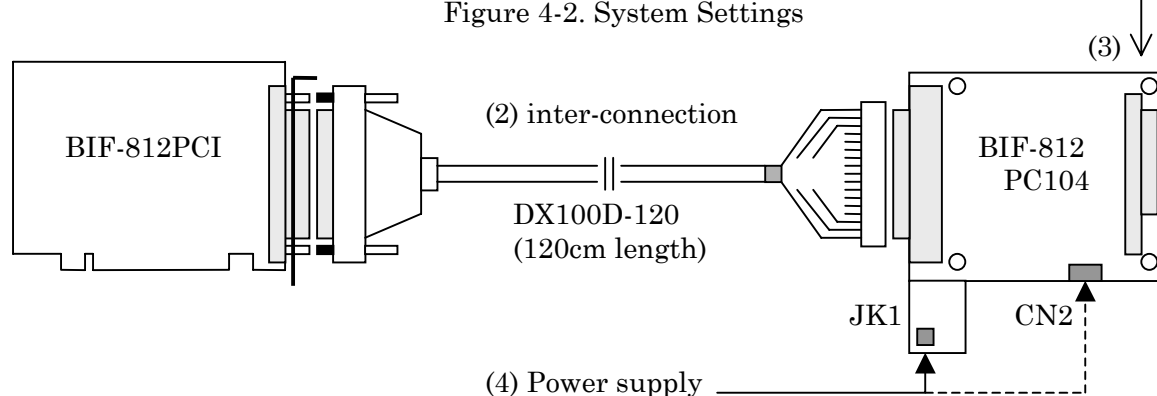 Figure 4-2. System Settings
(3)
(2) inter-connection
BIF-812PCI
BIF-812
PC104
DX100D-120
(120cm length)
JK1
CN2
(4) Power supply